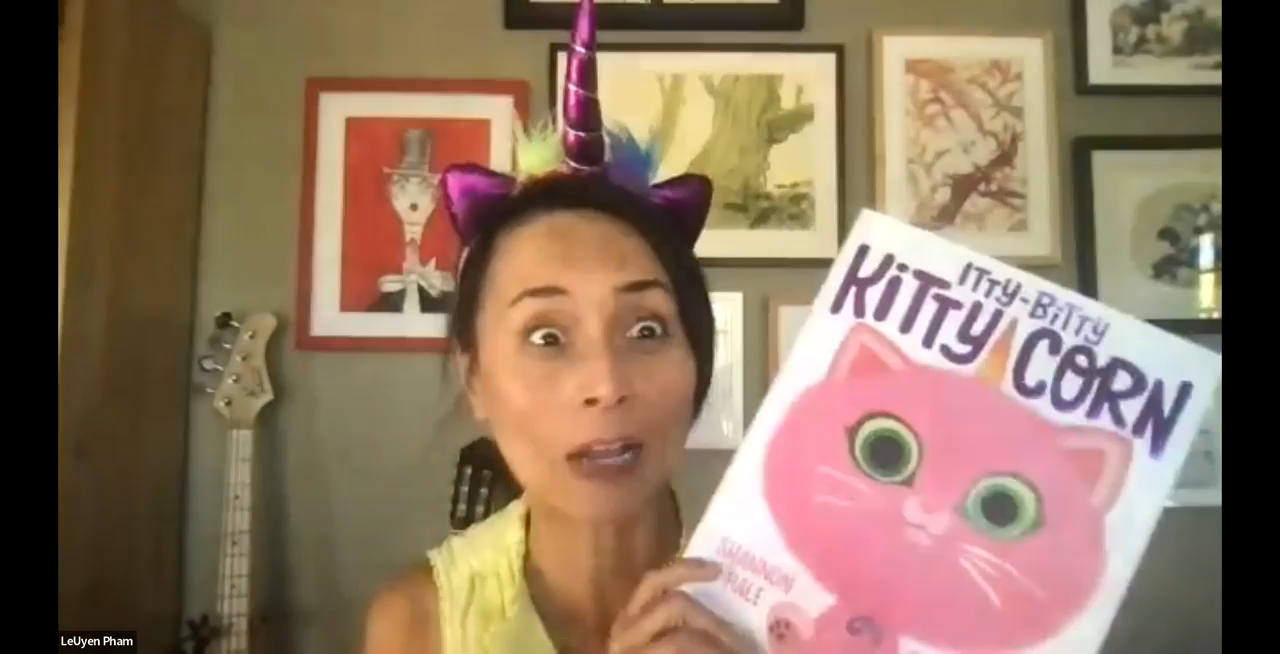 ITTY-BITTY
KITTY CORN
SHANNON
HALE
LeUyen Pham